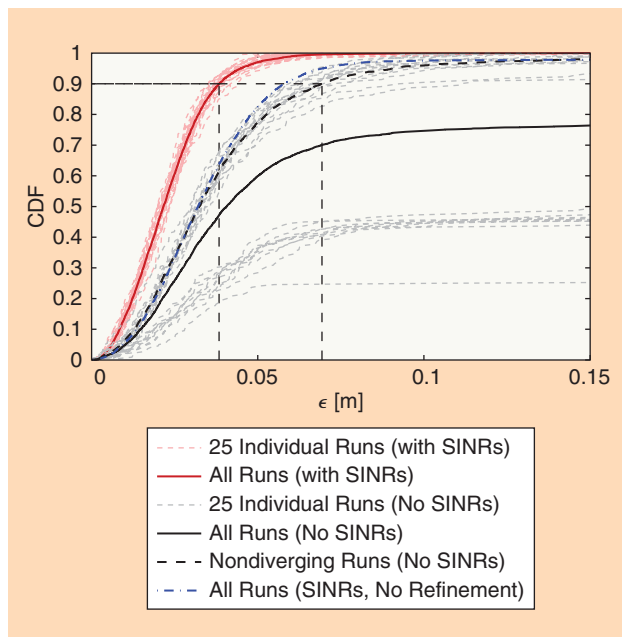 1
0.9
0.8
0.7
0.6
0.5
0.4
0.3
0.2
0.1
0
CDF
0 0.05 0.1 0.15
ϵ [m]
25 Individual Runs (with SINRs)
All Runs (with SINRs)
25 Individual Runs (No SINRs)
All Runs (No SINRs)
Nondiverging Runs (No SINRs)
All Runs (SINRs, No Refinement)